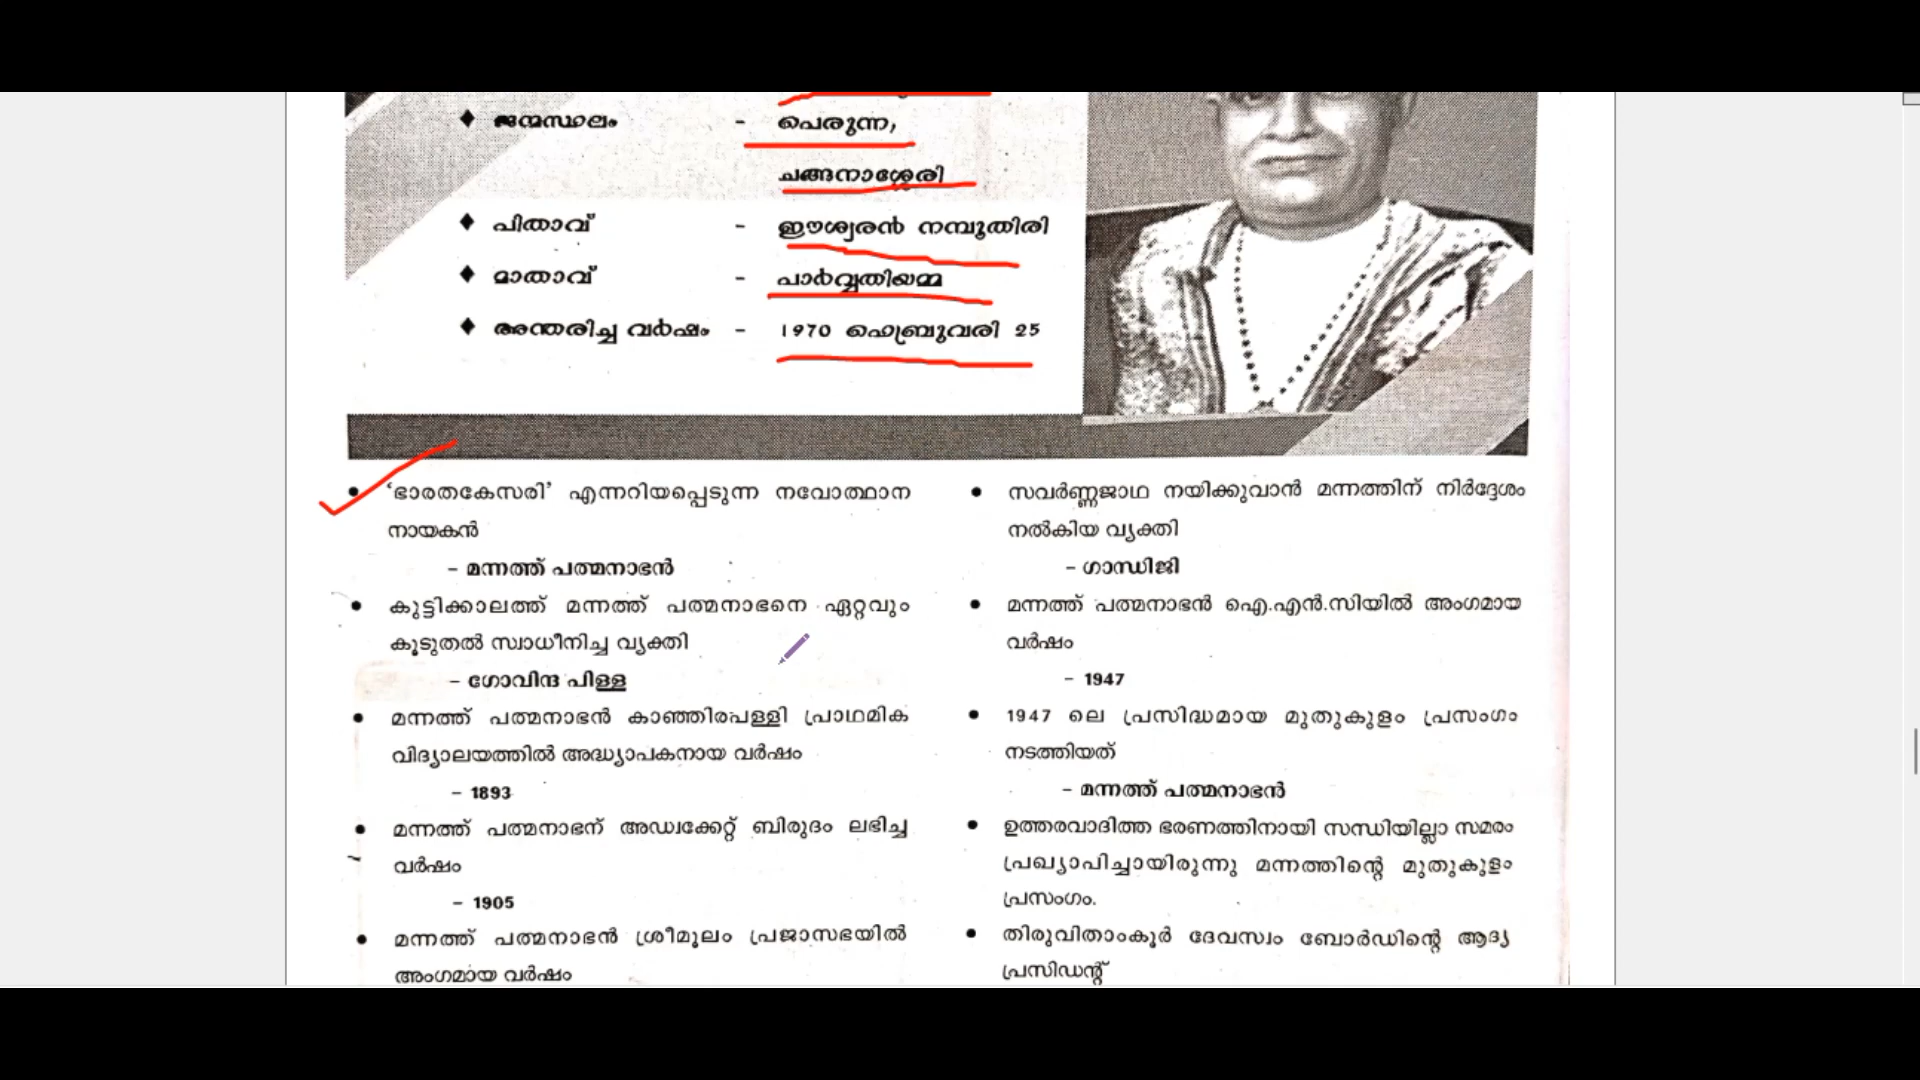 ജന്മസ്ഥലം - പെരുന്ന,
ചങ്ങനാശ്ശേരി
പിതാവ് - ഈശ്വരൻ നമ്പൂതിരി
മാതാവ് - പാർവ്വതിയമ്മ
അന്തരിച്ച വർഷം - 1970 ഫെബ്രുവരി 25
• 'ഭാരതകേസരി' എന്നറിയപ്പെടുന്ന നവോത്ഥാന
നായകൻ
– മന്നത്ത് പത്മനാഭൻ
• കുട്ടിക്കാലത്ത് മന്നത്ത് പത്മനാഭനെ ഏറ്റവും
കൂടുതൽ സ്വാധീനിച്ച വ്യക്തി
– ഗോവിന്ദ പിള്ള
• മന്നത്ത് പത്മനാഭൻ കാഞ്ഞിരപള്ളി പ്രാഥമിക
വിദ്യാലയത്തിൽ അദ്ധ്യാപകനായ വർഷം
– 1893
• മന്നത്ത് പത്മനാഭന് അഡ്വക്കേറ്റ് ബിരുദം ലഭിച്ച
വർഷം
– 1905
• മന്നത്ത് പത്മനാഭൻ ശ്രീമൂലം പ്രജാസഭയിൽ
അംഗമായ വർഷം
• സവർണ്ണജാഥ നയിക്കുവാൻ മന്നത്തിന് നിർദ്ദേശം
നൽകിയ വ്യക്തി
– ഗാന്ധിജി
• മന്നത്ത് പത്മനാഭൻ ഐ.എൻ.സിയിൽ അംഗമായ
വർഷം
– 1947
• 1947 ലെ പ്രസിദ്ധമായ മുതുകുളം പ്രസംഗം
നടത്തിയത്
– മന്നത്ത് പത്മനാഭൻ
• ഉത്തരവാദിത്ത ഭരണത്തിനായി സന്ധിയില്ലാ സമരം
പ്രഖ്യാപിച്ചായിരുന്നു മന്നത്തിന്റെ മുതുകുളം
പ്രസംഗം.
• തിരുവിതാംകൂർ ദേവസ്വം ബോർഡിന്റെ ആദ്യ
പ്രസിഡന്റ്